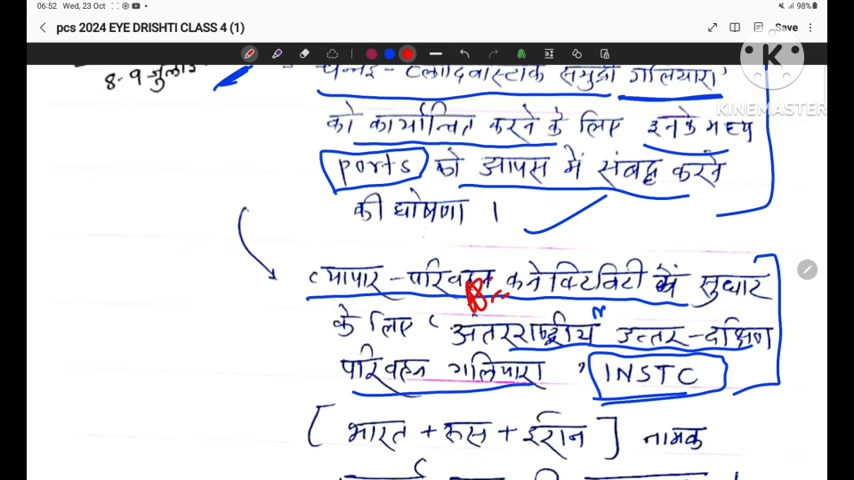 06:52 Wed, 23 Oct 98%
pcs 2024 EYE DRISHTI CLASS 4 (1)
Save
K
KINEMASTER
8-9 जुलाई
चेन्नई - व्लादिवास्टाक समुद्री गलियारा'
को कार्यान्वित करने के लिए इनके मध्य
ports को आपस में संबद्ध करने
की घोषणा ।
व्यापार - परिवहन कनेक्टिविटी में सुधार
के लिए ' अंतरराष्ट्रीय उत्तर - दक्षिण
परिवहन गलियारा ' INSTC
[ भारत + रूस + ईरान ] नामक